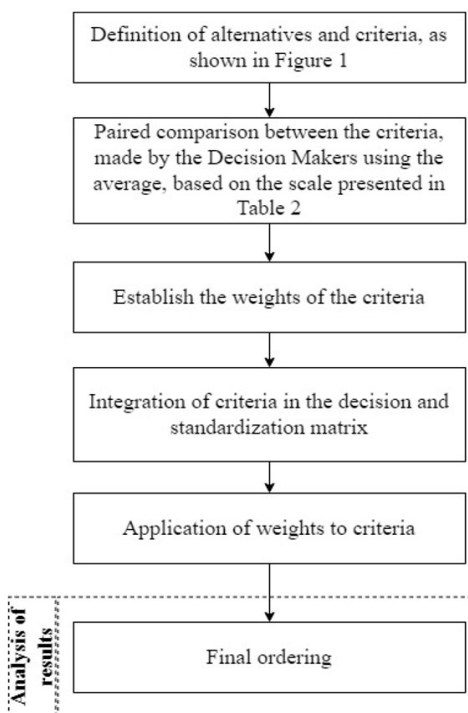 Definition of alternatives and criteria, as
shown in Figure 1
Paired comparison between the criteria,
made by the Decision Makers using the
average, based on the scale presented in
Table 2
Establish the weights of the criteria
Integration of criteria in the decision and
standardization matrix
Application of weights to criteria
Analysis of
results
Final ordering